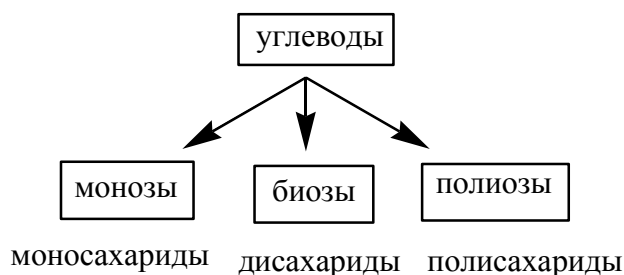 углеводы
монозы биозы полиозы
моносахариды дисахариды полисахариды